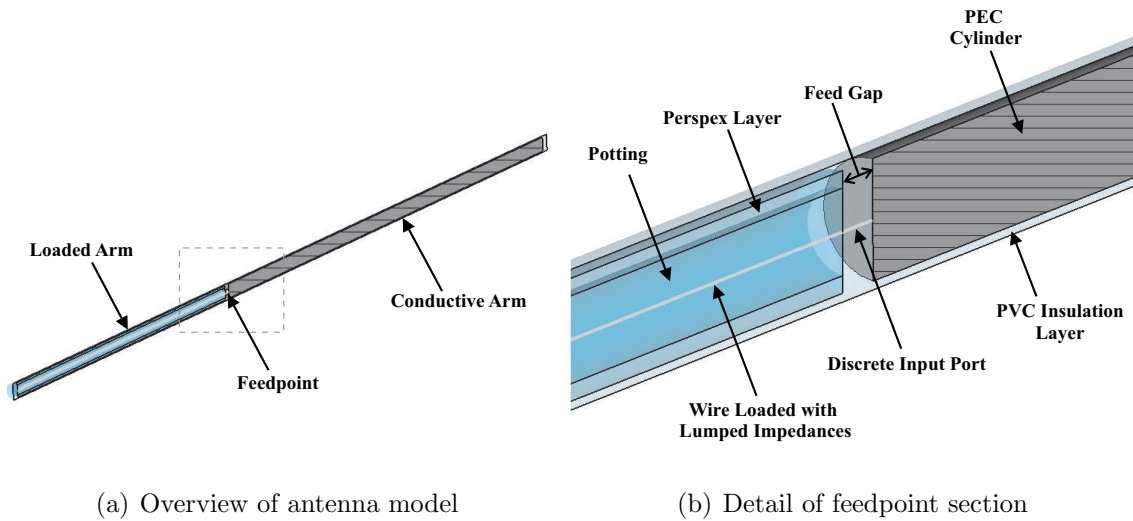 Loaded Arm
Feedpoint
Conductive Arm
(a) Overview of antenna model
PEC
Cylinder
Feed Gap
Perspex Layer
Potting
PVC Insulation
Layer
Discrete Input Port
Wire Loaded with
Lumped Impedances
(b) Detail of feedpoint section